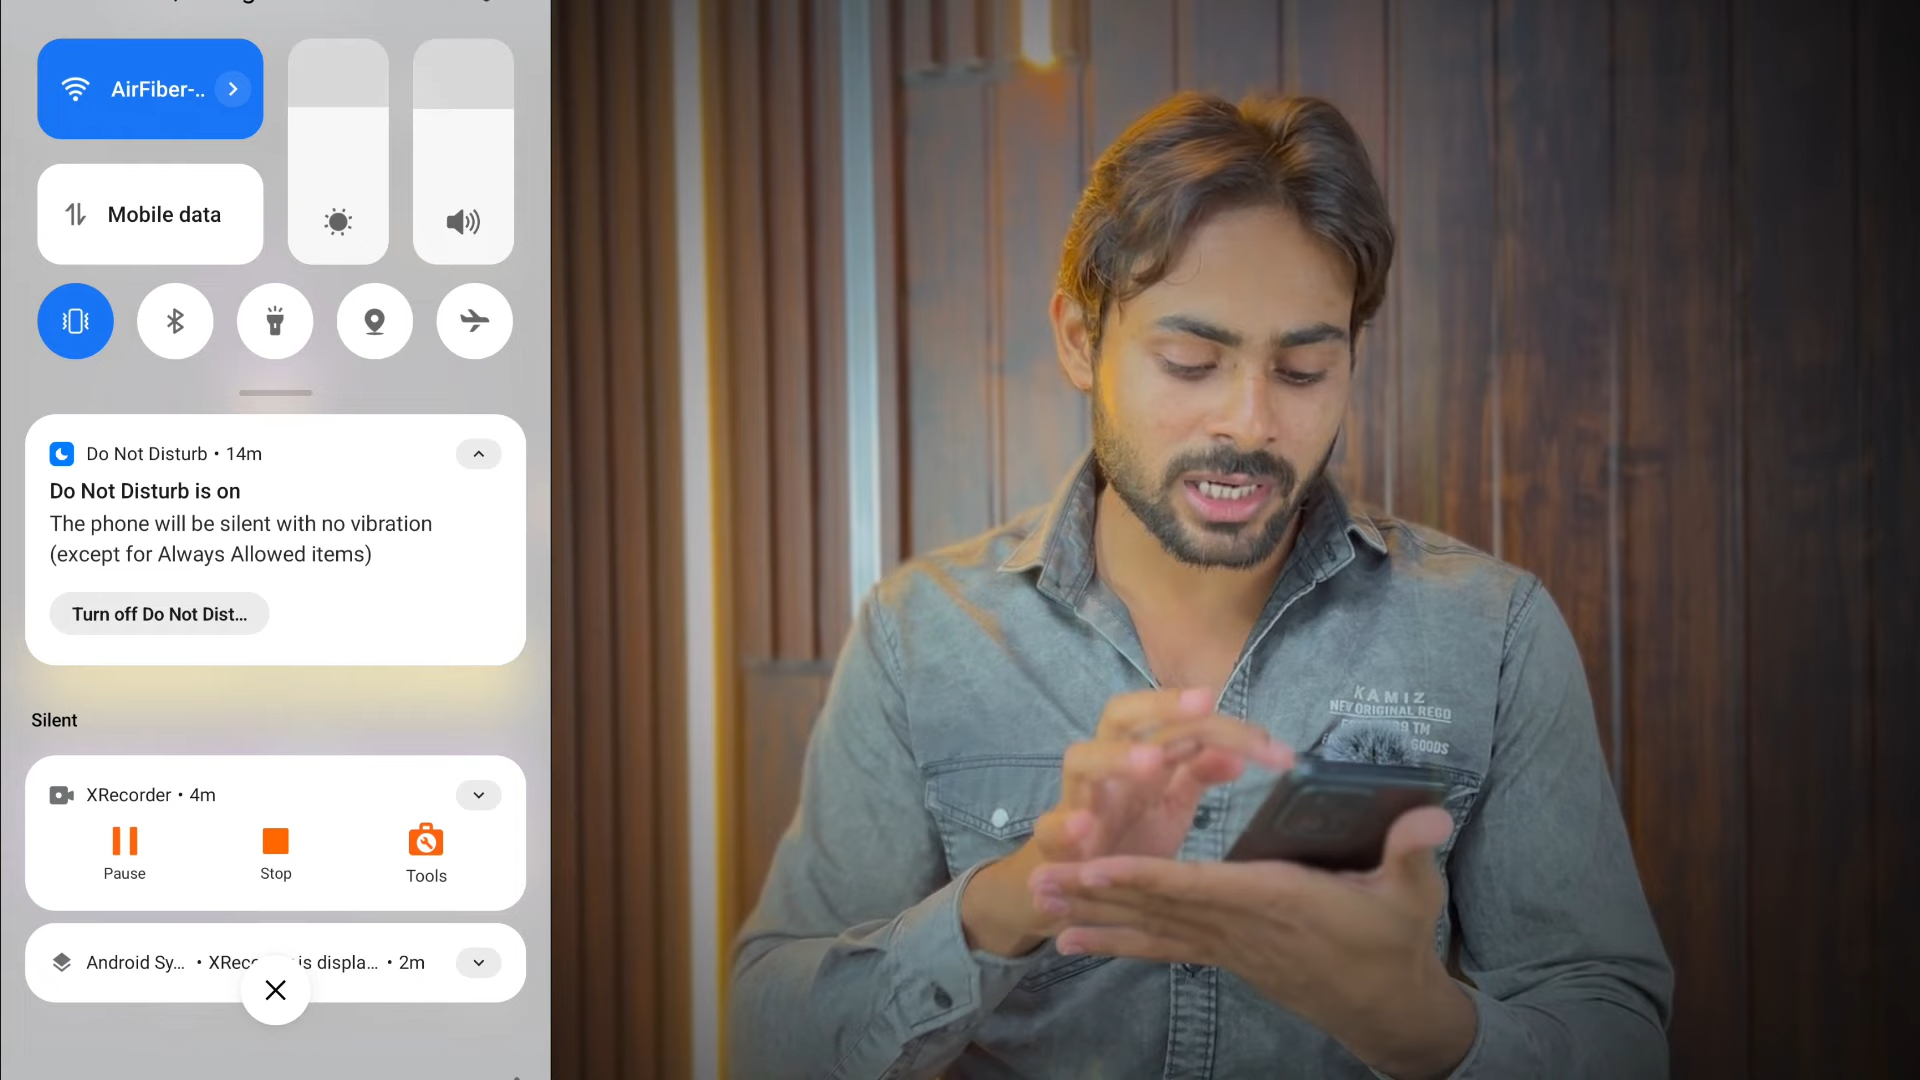 AirFiber-..
Mobile data
Do Not Disturb • 14m
Do Not Disturb is on
The phone will be silent with no vibration
(except for Always Allowed items)
Turn off Do Not Dist...
Silent
XRecorder • 4m
Pause
Stop
Tools
Android Sy... • XReco is displa... • 2m
KAMIZ
NEW ORIGINAL REGD
TM
GOODS